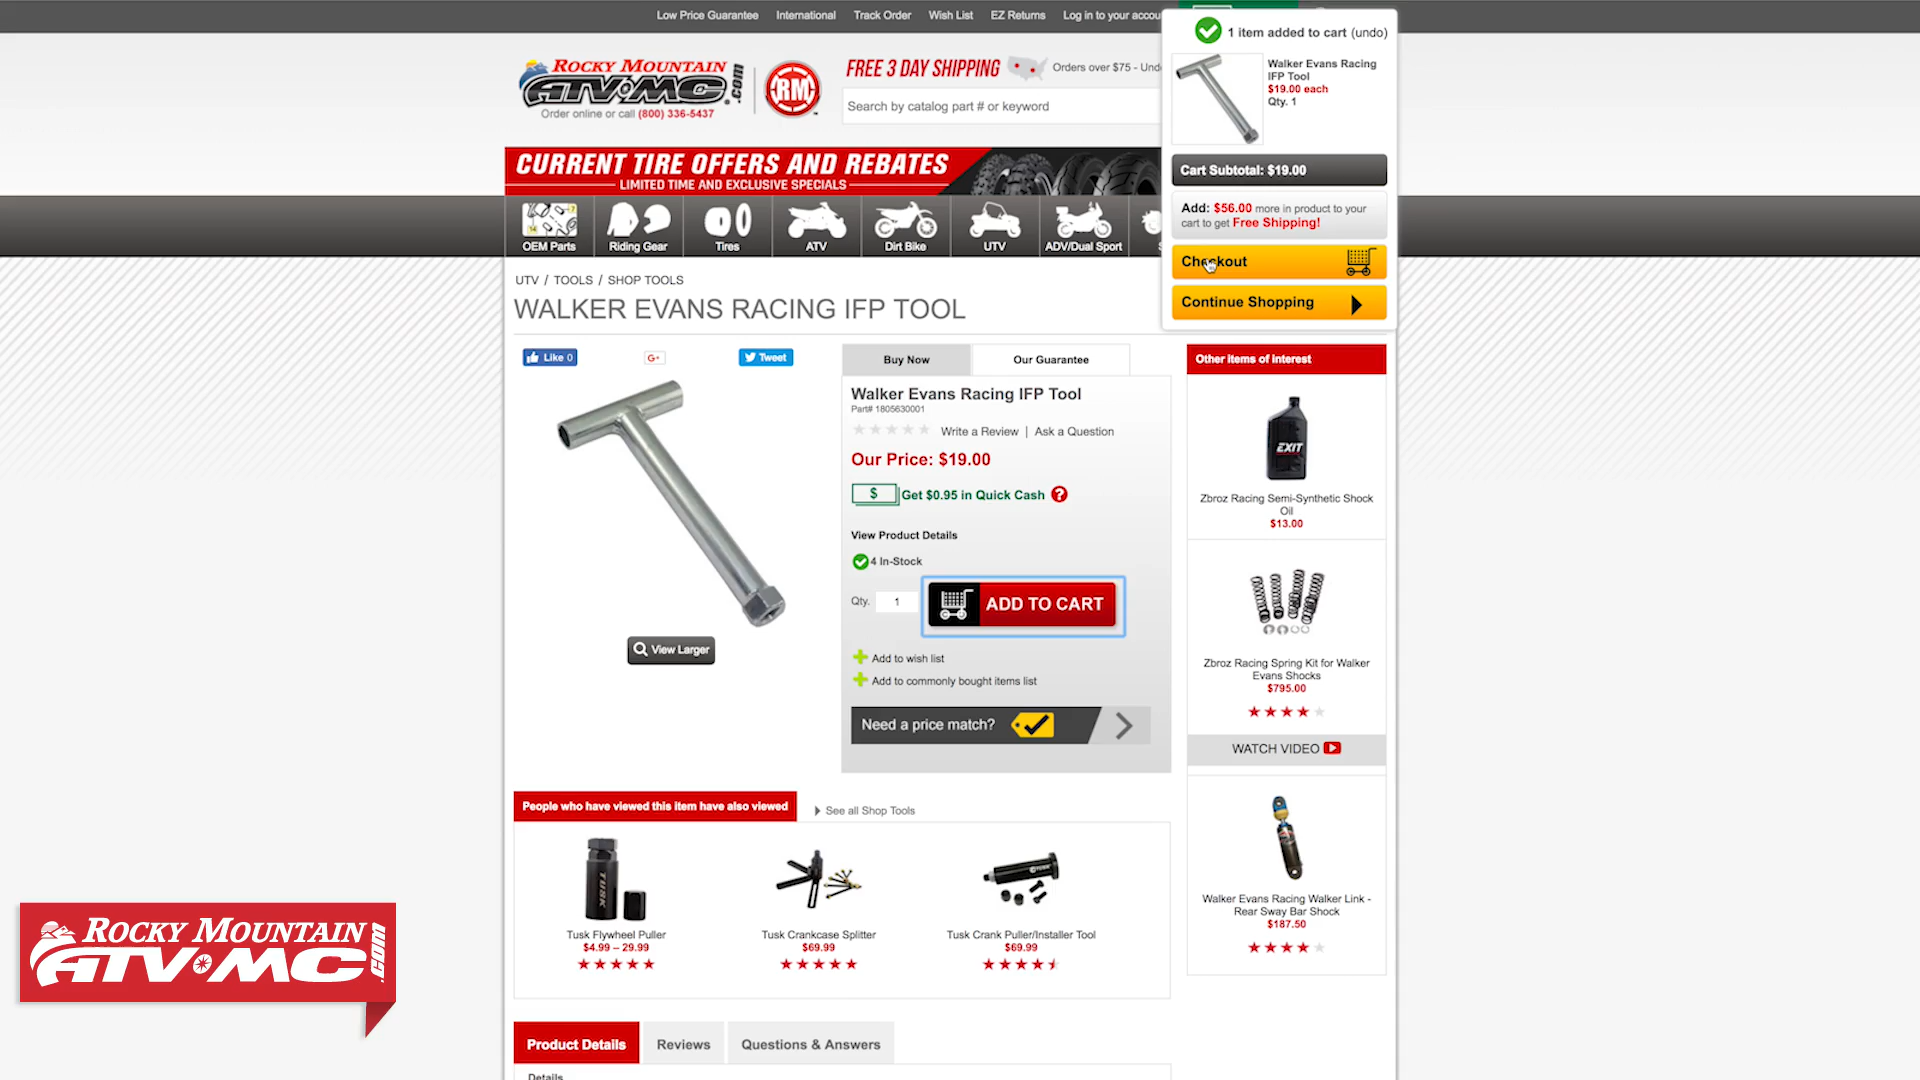 Low Price Guarantee
International
Track Order
Wish List
EZ Returns
Log in to your accou
1 item added to cart (undo)
Walker Evans Racing
IFP Tool
$19.00 each
Qty. 1
Cart Subtotal: $19.00
Add: $56.00 more in product to your
cart to get Free Shipping!
Checkout
Continue Shopping
ROCKY MOUNTAIN
ATV MC .com
Order online or call (800) 336-5437
RM
FREE 3 DAY SHIPPING
Orders over $75 - Und
Search by catalog part # or keyword
CURRENT TIRE OFFERS AND REBATES
LIMITED TIME AND EXCLUSIVE SPECIALS
OEM Parts
Riding Gear
Tires
ATV
Dirt Bike
UTV
ADV/Dual Sport
UTV / TOOLS / SHOP TOOLS
WALKER EVANS RACING IFP TOOL
Like 0
G+
Tweet
View Larger
Buy Now
Our Guarantee
Walker Evans Racing IFP Tool
Part# 1805630001
Write a Review | Ask a Question
Our Price: $19.00
$ Get $0.95 in Quick Cash ?
View Product Details
4 In-Stock
Qty. 1
ADD TO CART
Add to wish list
Add to commonly bought items list
Need a price match?
Other Items of Interest
EXIT
Zbroz Racing Semi-Synthetic Shock
Oil
$13.00
Zbroz Racing Spring Kit for Walker
Evans Shocks
$795.00
WATCH VIDEO
Walker Evans Racing Walker Link -
Rear Sway Bar Shock
$187.50
People who have viewed this item have also viewed
See all Shop Tools
TUSK
Tusk Flywheel Puller
$4.99 – 29.99
Tusk Crankcase Splitter
$69.99
TUSK
Tusk Crank Puller/Installer Tool
$69.99
Product Details
Reviews
Questions & Answers
Details
ROCKY MOUNTAIN
ATV MC .com